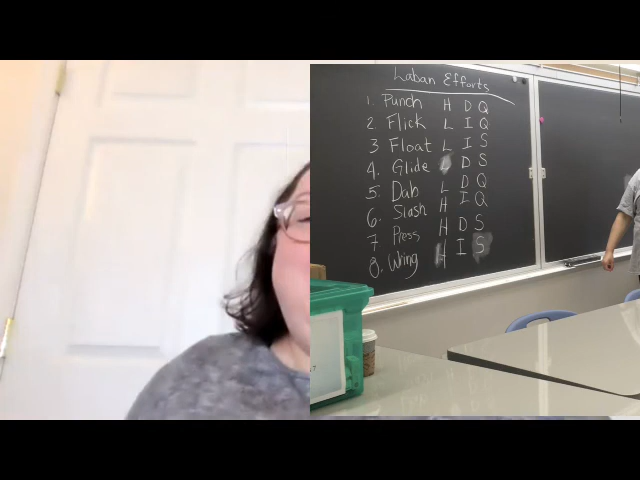 Laban Efforts
1. Punch H D Q
2. Flick L I Q
3 Float L I S
4. Glide L D S
5. Dab L D Q
6. Slash H I Q
7 Press H D S
8. Wring H I S